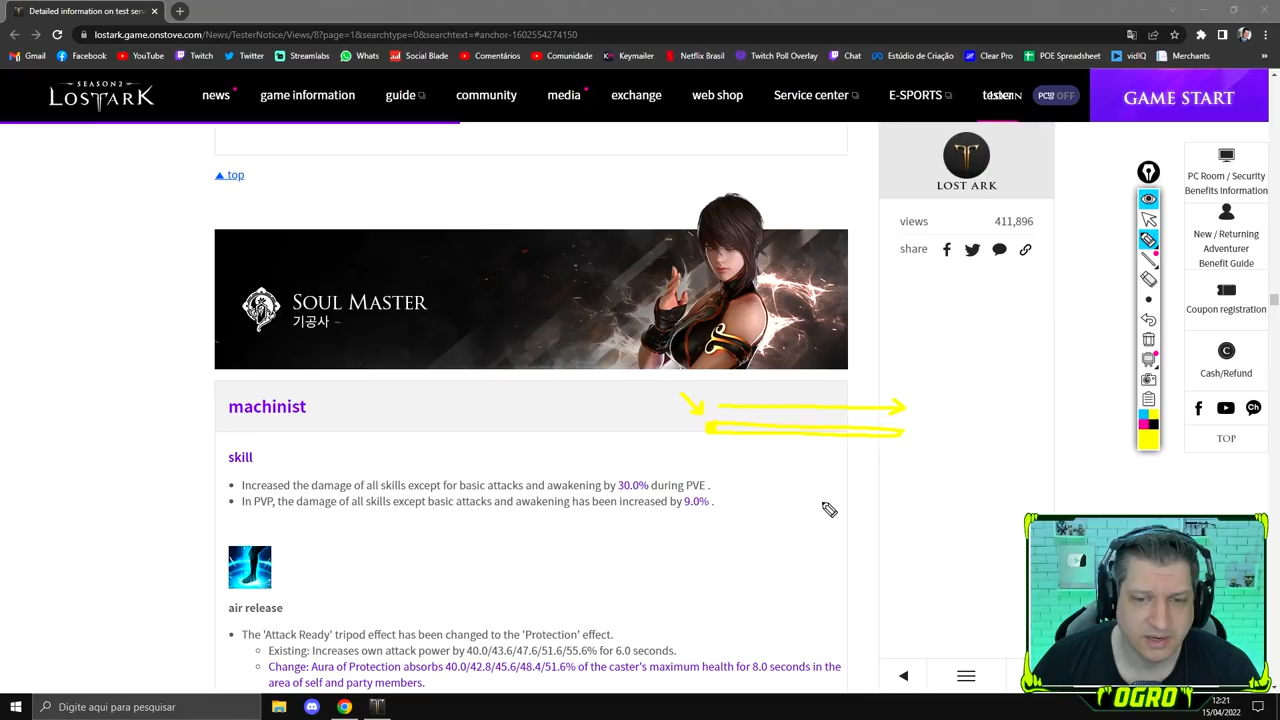 Detailed information on test serv
lostark.game.onstove.com/News/TesterNotice/Views/8?page=1&searchtype=0&searchtext=#anchor-1602554274150
Gmail Facebook YouTube Twitch Twitter Streamlabs Whats Social Blade Comentários Comunidade Keymailer Netflix Brasil Twitch Poll Overlay Chat Estúdio de Criação Clear Pro POE Spreadsheet vidIQ Merchants
SEASON2
LOST ARK
news game information guide community media exchange web shop Service center E-SPORTS tester PC방 OFF GAME START
▲ top
LOST ARK
views 411,896
share
PC Room / Security
Benefits Information
New / Returning
Adventurer
Benefit Guide
Coupon registration
Cash/Refund
TOP
SOUL MASTER
기공사 –
machinist
skill
• Increased the damage of all skills except for basic attacks and awakening by 30.0% during PVE .
• In PVP, the damage of all skills except basic attacks and awakening has been increased by 9.0% .
air release
• The 'Attack Ready' tripod effect has been changed to the 'Protection' effect.
◦ Existing: Increases own attack power by 40.0/43.6/47.6/51.6/55.6% for 6.0 seconds.
◦ Change: Aura of Protection absorbs 40.0/42.8/45.6/48.4/51.6% of the caster's maximum health for 8.0 seconds in the
area of self and party members.
OGRO
Digite aqui para pesquisar
12:21
15/04/2022